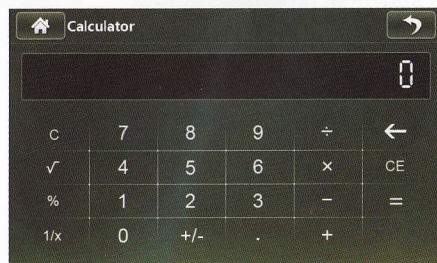 Calculator
0
C 7 8 9 ÷ ←
√ 4 5 6 × CE
% 1 2 3 − =
1/x 0 +/- . +